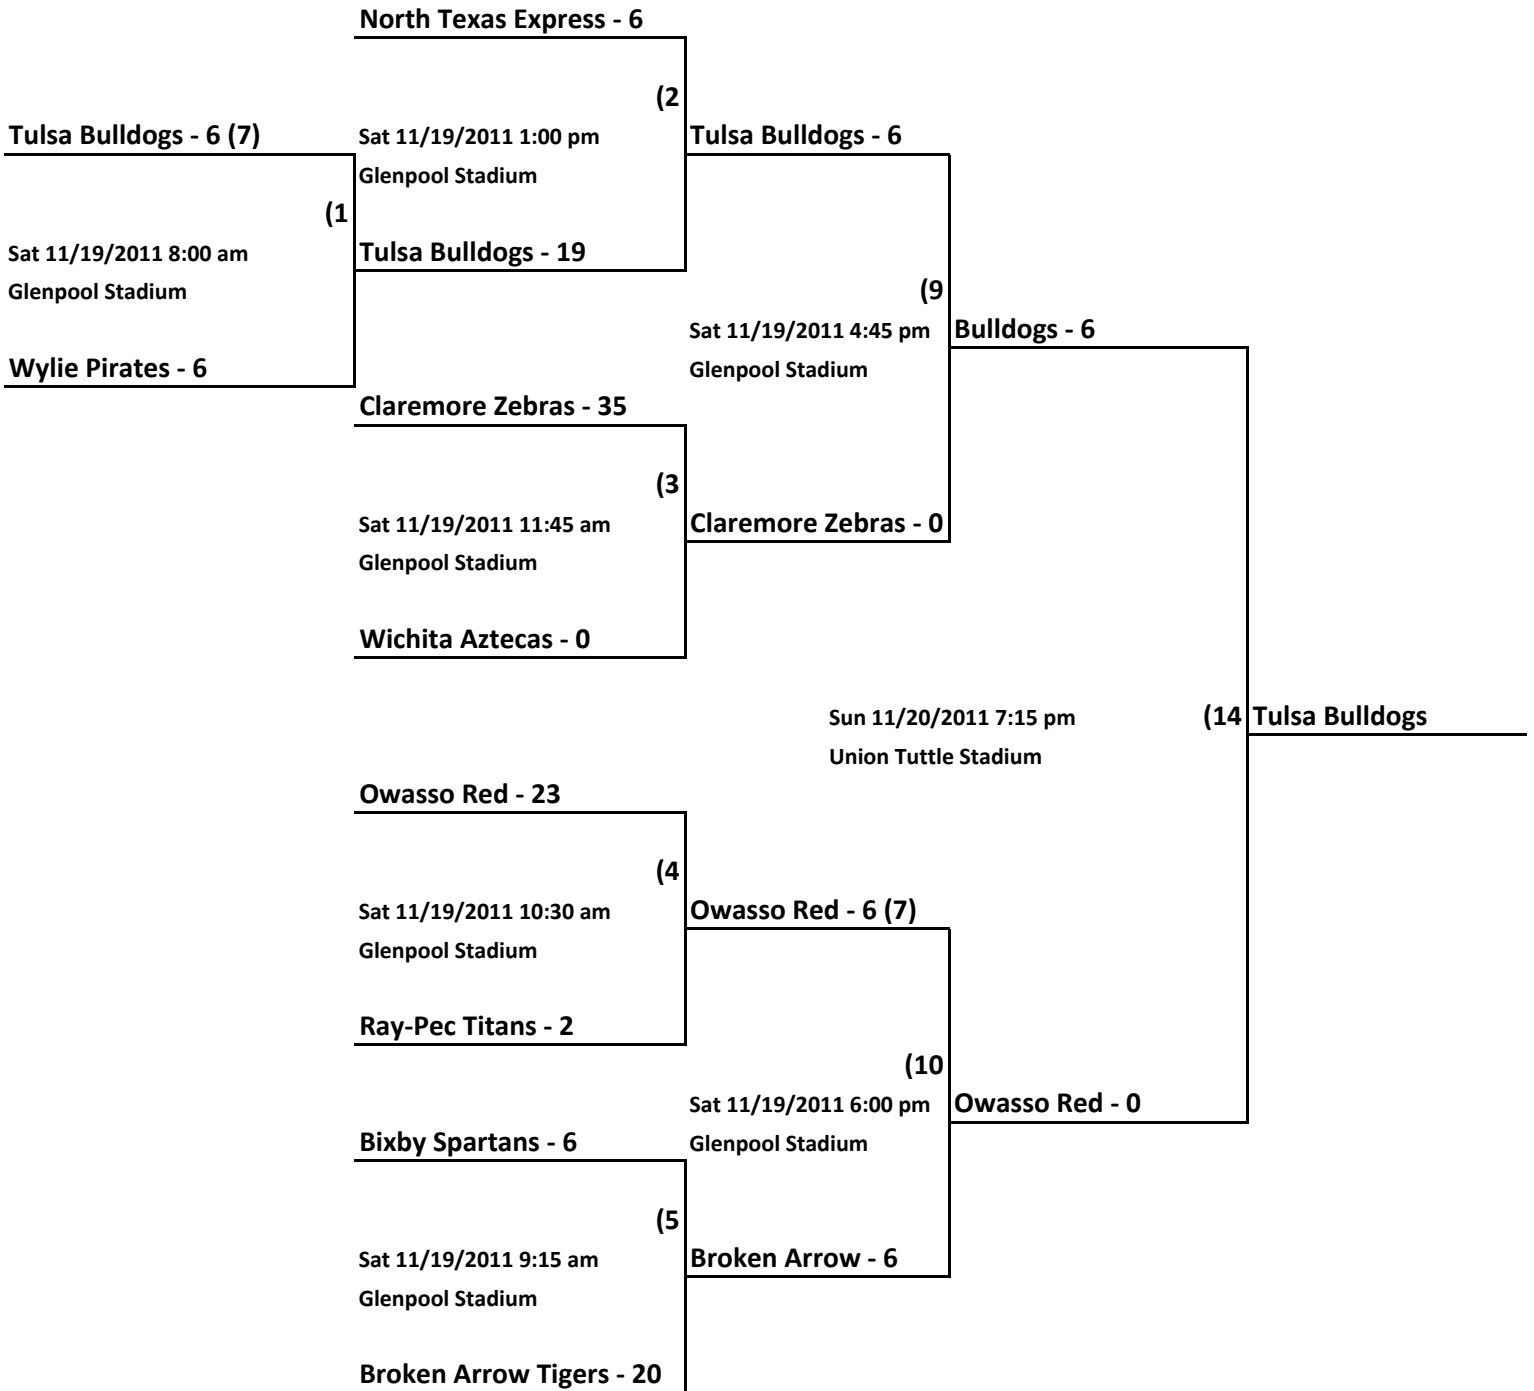 North Texas Express - 6
(2
Tulsa Bulldogs - 6 (7)
Sat 11/19/2011 1:00 pm
Tulsa Bulldogs - 6
Glenpool Stadium
(1
Sat 11/19/2011 8:00 am
Tulsa Bulldogs - 19
Glenpool Stadium
(9
Sat 11/19/2011 4:45 pm
Bulldogs - 6
Wylie Pirates - 6
Glenpool Stadium
Claremore Zebras - 35
(3
Sat 11/19/2011 11:45 am
Claremore Zebras - 0
Glenpool Stadium
Wichita Aztecas - 0
Sun 11/20/2011 7:15 pm
(14
Tulsa Bulldogs
Union Tuttle Stadium
Owasso Red - 23
(4
Sat 11/19/2011 10:30 am
Owasso Red - 6 (7)
Glenpool Stadium
Ray-Pec Titans - 2
(10
Sat 11/19/2011 6:00 pm
Owasso Red - 0
Bixby Spartans - 6
Glenpool Stadium
(5
Sat 11/19/2011 9:15 am
Broken Arrow - 6
Glenpool Stadium
Broken Arrow Tigers - 20